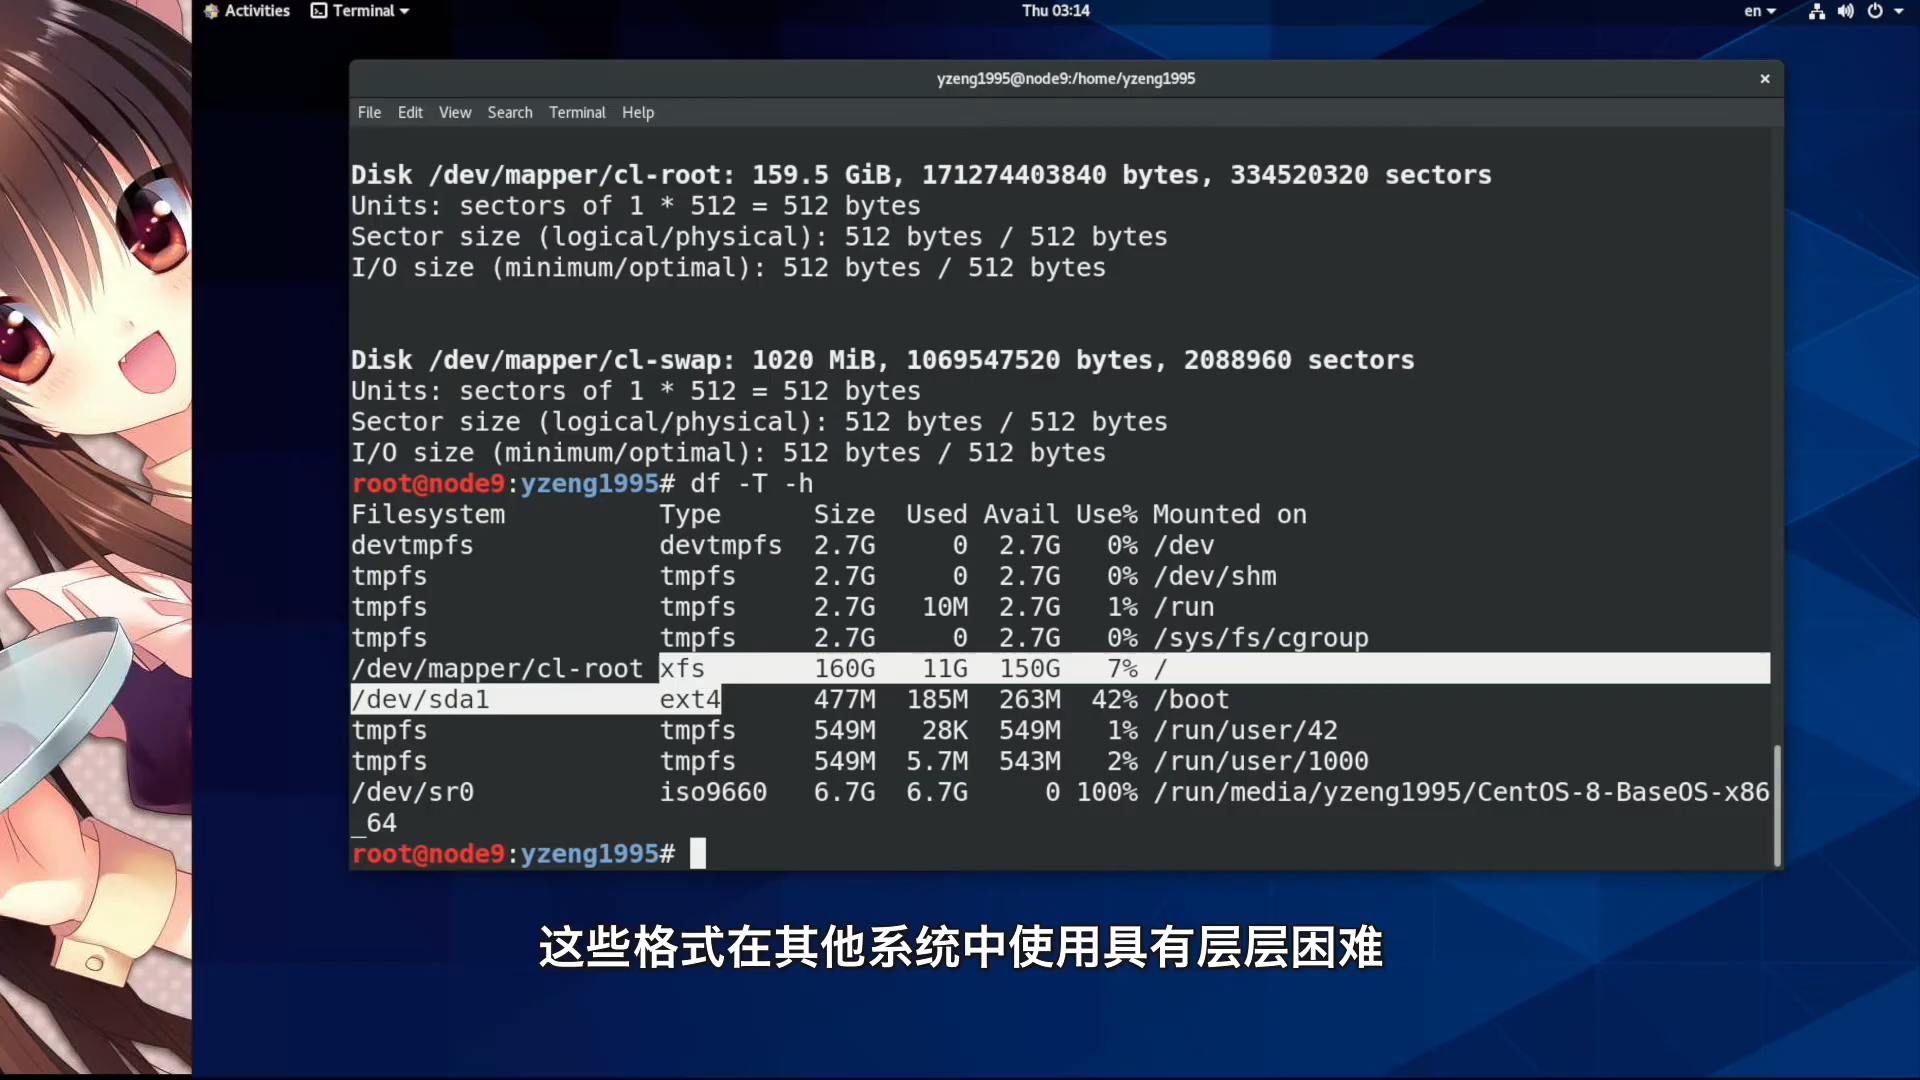 Activities Terminal Thu 03:14 en
yzeng1995@node9:/home/yzeng1995
File Edit View Search Terminal Help
Disk /dev/mapper/cl-root: 159.5 GiB, 171274403840 bytes, 334520320 sectors
Units: sectors of 1 * 512 = 512 bytes
Sector size (logical/physical): 512 bytes / 512 bytes
I/O size (minimum/optimal): 512 bytes / 512 bytes
Disk /dev/mapper/cl-swap: 1020 MiB, 1069547520 bytes, 2088960 sectors
Units: sectors of 1 * 512 = 512 bytes
Sector size (logical/physical): 512 bytes / 512 bytes
I/O size (minimum/optimal): 512 bytes / 512 bytes
root@node9:yzeng1995# df -T -h
Filesystem Type Size Used Avail Use% Mounted on
devtmpfs devtmpfs 2.7G 0 2.7G 0% /dev
tmpfs tmpfs 2.7G 0 2.7G 0% /dev/shm
tmpfs tmpfs 2.7G 10M 2.7G 1% /run
tmpfs tmpfs 2.7G 0 2.7G 0% /sys/fs/cgroup
/dev/mapper/cl-root xfs 160G 11G 150G 7% /
/dev/sda1 ext4 477M 185M 263M 42% /boot
tmpfs tmpfs 549M 28K 549M 1% /run/user/42
tmpfs tmpfs 549M 5.7M 543M 2% /run/user/1000
/dev/sr0 iso9660 6.7G 6.7G 0 100% /run/media/yzeng1995/CentOS-8-BaseOS-x86
_64
root@node9:yzeng1995#
这些格式在其他系统中使用具有层层困难